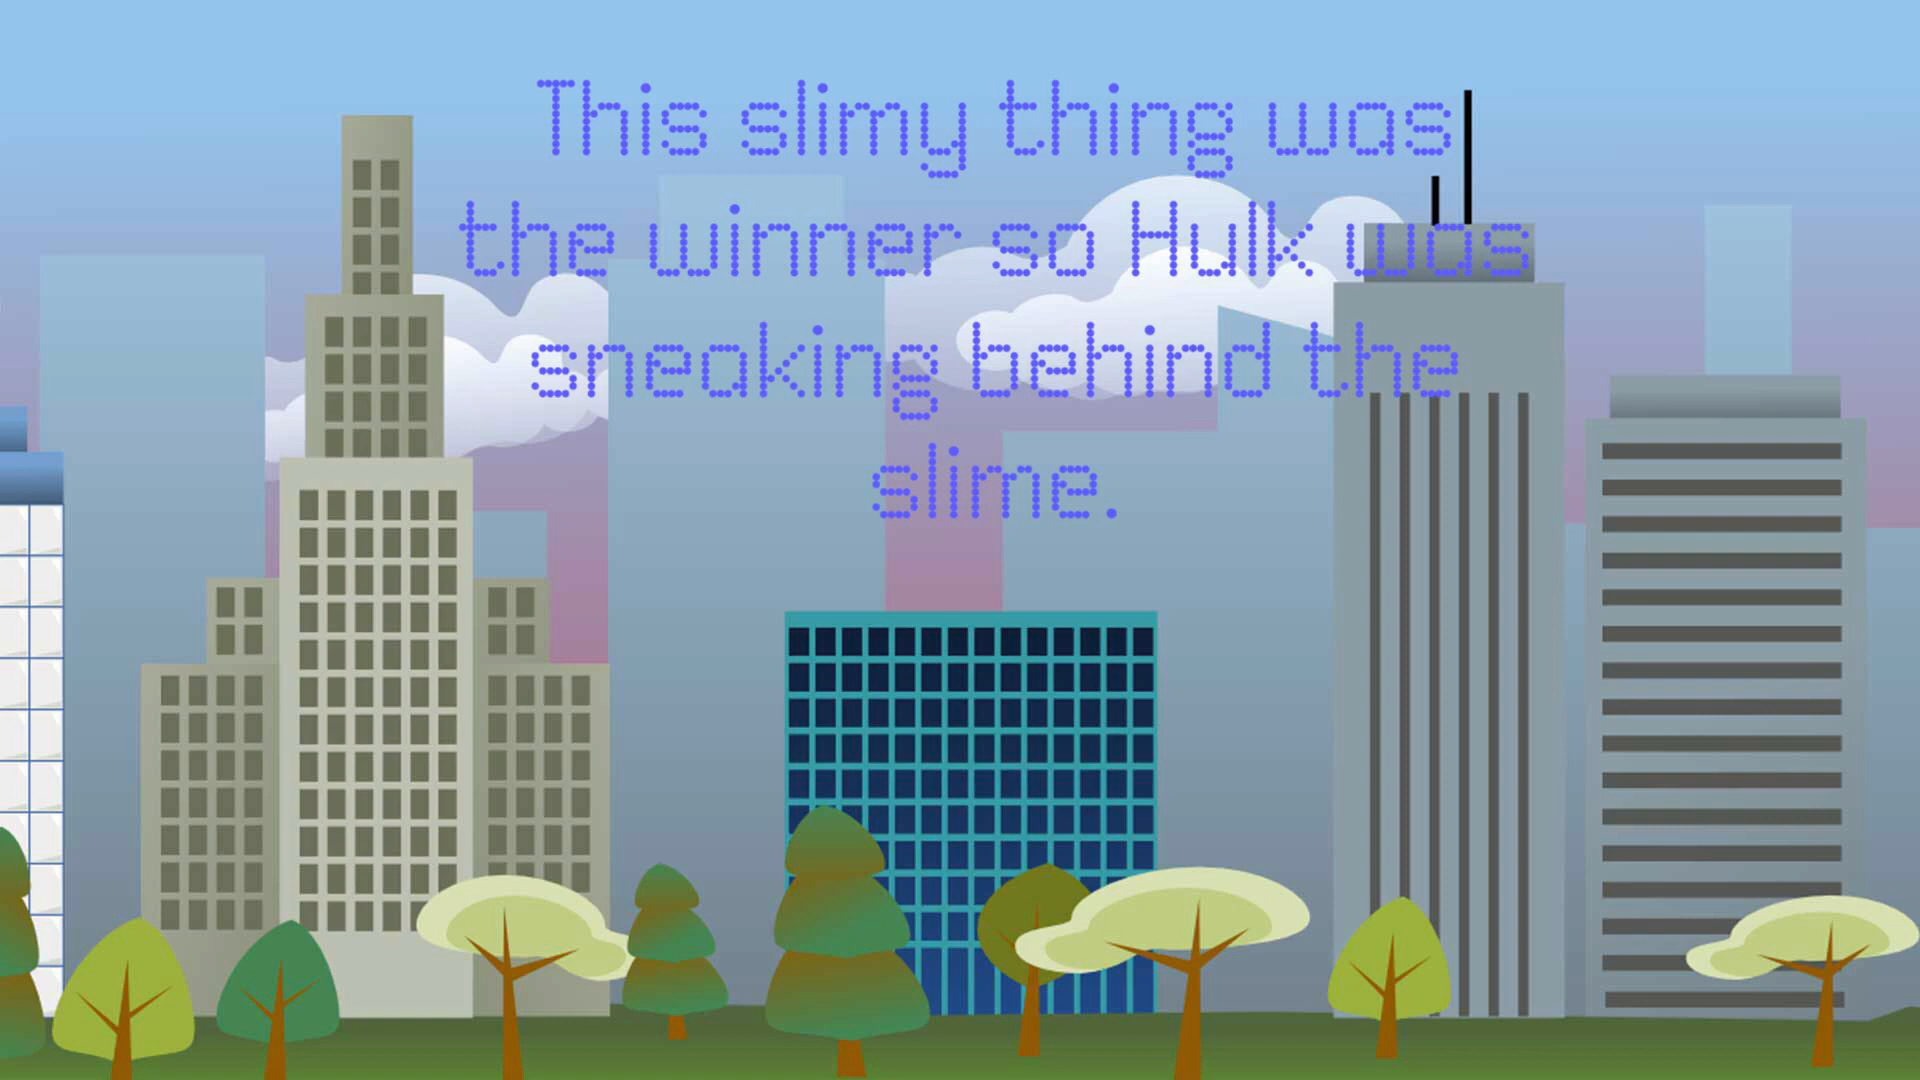 This slimy thing was
the winner so Hulk was
sneaking behind the
slime.